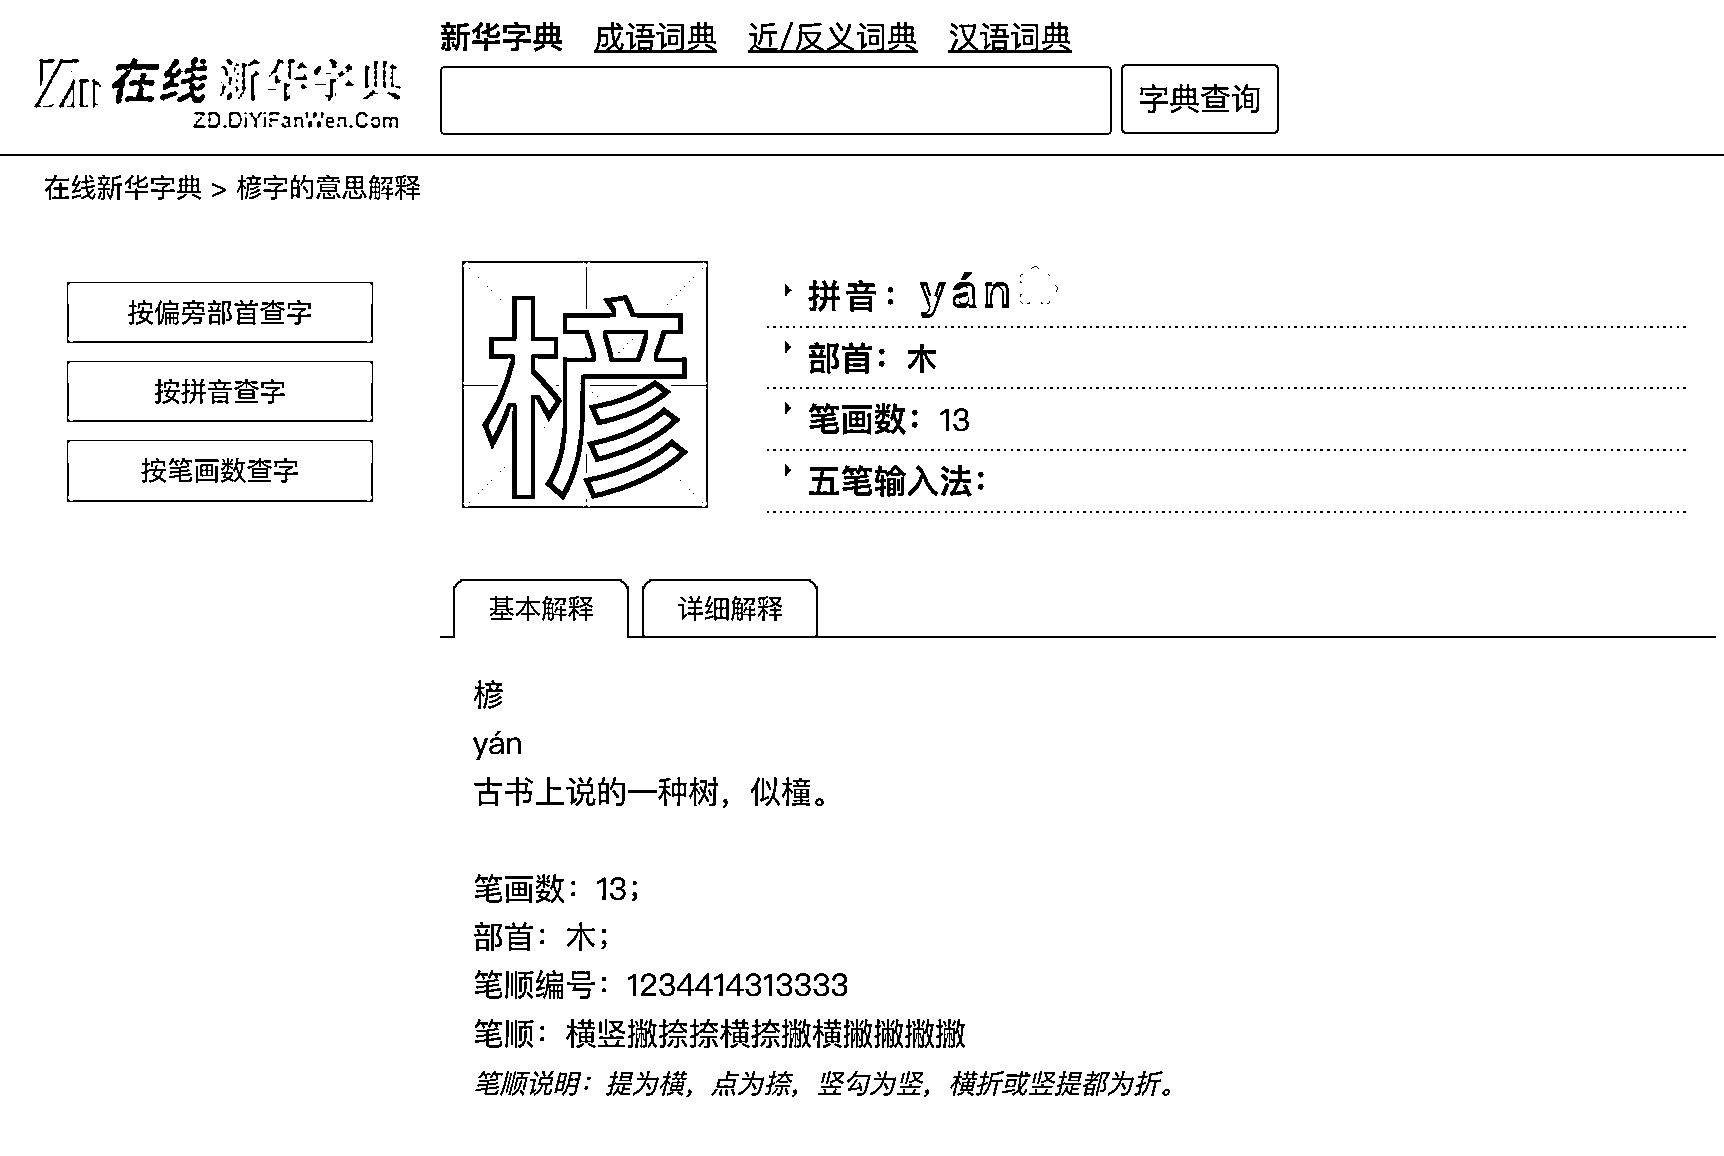 新华字典 成语词典 近/反义词典 汉语词典
在线新华字典
ZD.DiYiFanWen.Com
字典查询
在线新华字典 > 楌字的意思解释
按偏旁部首查字
按拼音查字
按笔画数查字
楌
拼音：yán
部首：木
笔画数：13
五笔输入法：
基本解释 详细解释
楌
yán
古书上说的一种树，似橦。
笔画数：13；
部首：木；
笔顺编号：1234414313333
笔顺：横竖撇捺捺横捺撇横撇撇撇撇
笔顺说明：提为横，点为捺，竖勾为竖，横折或竖提都为折。